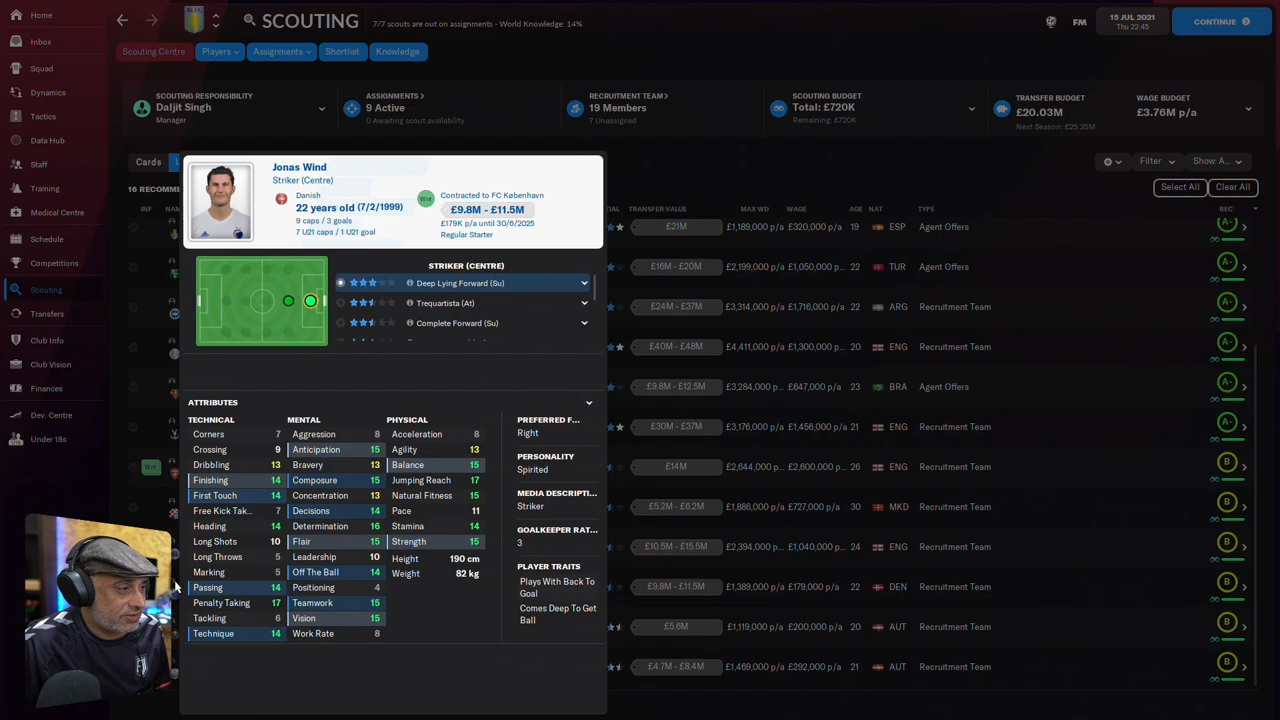 Home
SCOUTING
7/7 scouts are out on assignments - World Knowledge: 14%
FM
15 JUL 2021
Thu 22:45
CONTINUE
Inbox
Squad
Dynamics
Tactics
Data Hub
Staff
Training
Medical Centre
Schedule
Competitions
Scouting
Transfers
Club Info
Club Vision
Finances
Dev. Centre
Under 18s
Scouting Centre
Players
Assignments
Shortlist
Knowledge
SCOUTING RESPONSIBILITY
Daljit Singh
Manager
ASSIGNMENTS >
9 Active
0 Awaiting scout availability
RECRUITMENT TEAM >
19 Members
7 Unassigned
SCOUTING BUDGET
Total: £720K
Remaining: £720K
TRANSFER BUDGET
£20.03M
Next Season: £25.25M
WAGE BUDGET
£3.76M p/a
Cards
Filter
Show: A...
16 RECOMME
Select All
Clear All
INF
TRANSFER VALUE
MAX WD
WAGE
AGE
NAT
TYPE
REC
£21M £1,189,000 p/a £320,000 p/a 19 ESP Agent Offers A-
£16M - £20M £2,199,000 p/a £1,050,000 p/a 22 TUR Agent Offers A-
£24M - £37M £3,314,000 p... £1,716,000 p/a 22 ARG Recruitment Team A-
£40M - £48M £4,411,000 p/... £1,300,000 p/a 20 ENG Recruitment Team A-
£9.8M - £12.5M £3,284,000 p... £647,000 p/a 23 BRA Agent Offers A-
£30M - £37M £3,176,000 p/... £1,456,000 p/a 21 ENG Recruitment Team A-
Wnt £14M £2,644,000 p... £2,600,000 p/a 26 ENG Recruitment Team B
£5.2M - £6.2M £1,886,000 p/a £727,000 p/a 30 MKD Recruitment Team B
£10.5M - £15.5M £2,394,000 p... £1,040,000 p/a 24 ENG Recruitment Team B
£9.8M - £11.5M £1,389,000 p/a £179,000 p/a 22 DEN Recruitment Team B
£5.6M £1,119,000 p/a £200,000 p/a 20 AUT Recruitment Team B
£4.7M - £8.4M £1,469,000 p/a £292,000 p/a 21 AUT Recruitment Team B
Jonas Wind
Striker (Centre)
Danish
22 years old (7/2/1999)
9 caps / 3 goals
7 U21 caps / 1 U21 goal
Wnt
Contracted to FC København
£9.8M - £11.5M
£179K p/a until 30/6/2025
Regular Starter
STRIKER (CENTRE)
Deep Lying Forward (Su)
Trequartista (At)
Complete Forward (Su)
ATTRIBUTES
TECHNICAL
Corners 7
Crossing 9
Dribbling 13
Finishing 14
First Touch 14
Free Kick Tak... 7
Heading 14
Long Shots 10
Long Throws 5
Marking 5
Passing 14
Penalty Taking 17
Tackling 6
Technique 14
MENTAL
Aggression 8
Anticipation 15
Bravery 13
Composure 15
Concentration 13
Decisions 14
Determination 16
Flair 15
Leadership 10
Off The Ball 14
Positioning 4
Teamwork 15
Vision 15
Work Rate 8
PHYSICAL
Acceleration 8
Agility 13
Balance 15
Jumping Reach 17
Natural Fitness 15
Pace 11
Stamina 14
Strength 15
Height 190 cm
Weight 82 kg
PREFERRED F...
Right
PERSONALITY
Spirited
MEDIA DESCRIPTI...
Striker
GOALKEEPER RAT...
3
PLAYER TRAITS
Plays With Back To
Goal
Comes Deep To Get
Ball